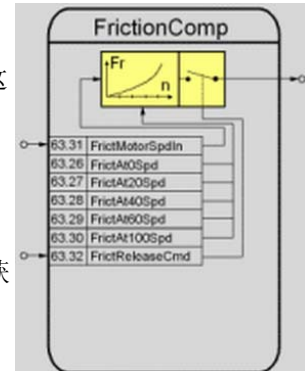 FrictionComp
Fr
n
63.31 FrictMotorSpdIn
63.26 FrictAt0Spd
63.27 FrictAt20Spd
63.28 FrictAt40Spd
63.29 FrictAt60Spd
63.30 FrictAt100Spd
63.32 FrictReleaseCmd